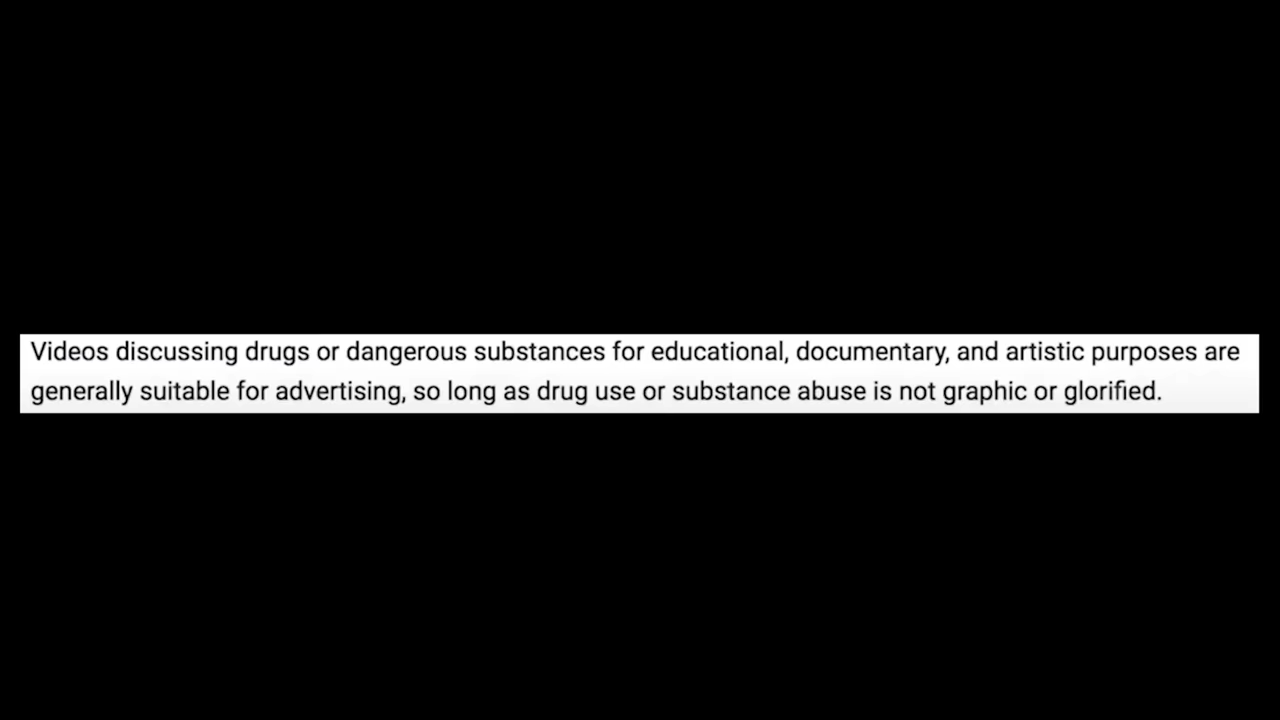 Videos discussing drugs or dangerous substances for educational, documentary, and artistic purposes are
generally suitable for advertising, so long as drug use or substance abuse is not graphic or glorified.